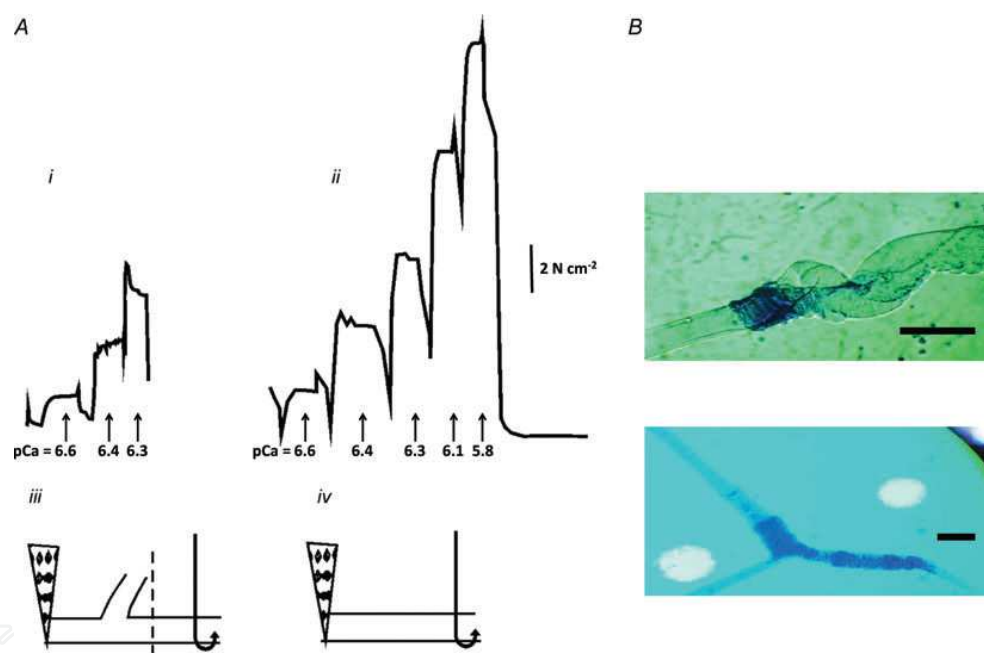 A
B
i
ii
2 N cm-2
pCa = 6.6 6.4 6.3
pCa = 6.6 6.4 6.3 6.1 5.8
iii
iv